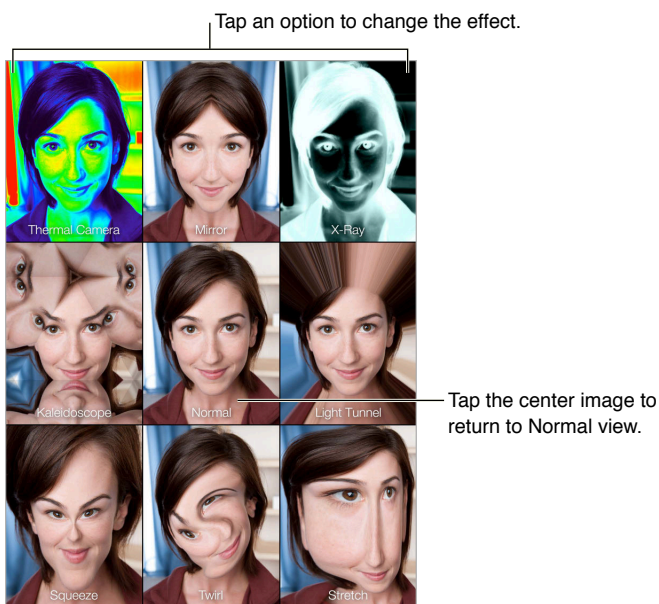 Tap an option to change the effect.
Thermal Camera
Mirror
X-Ray
Kaleidoscope
Normal
Light Tunnel
Tap the center image to
return to Normal view.
Squeeze
Twirl
Stretch